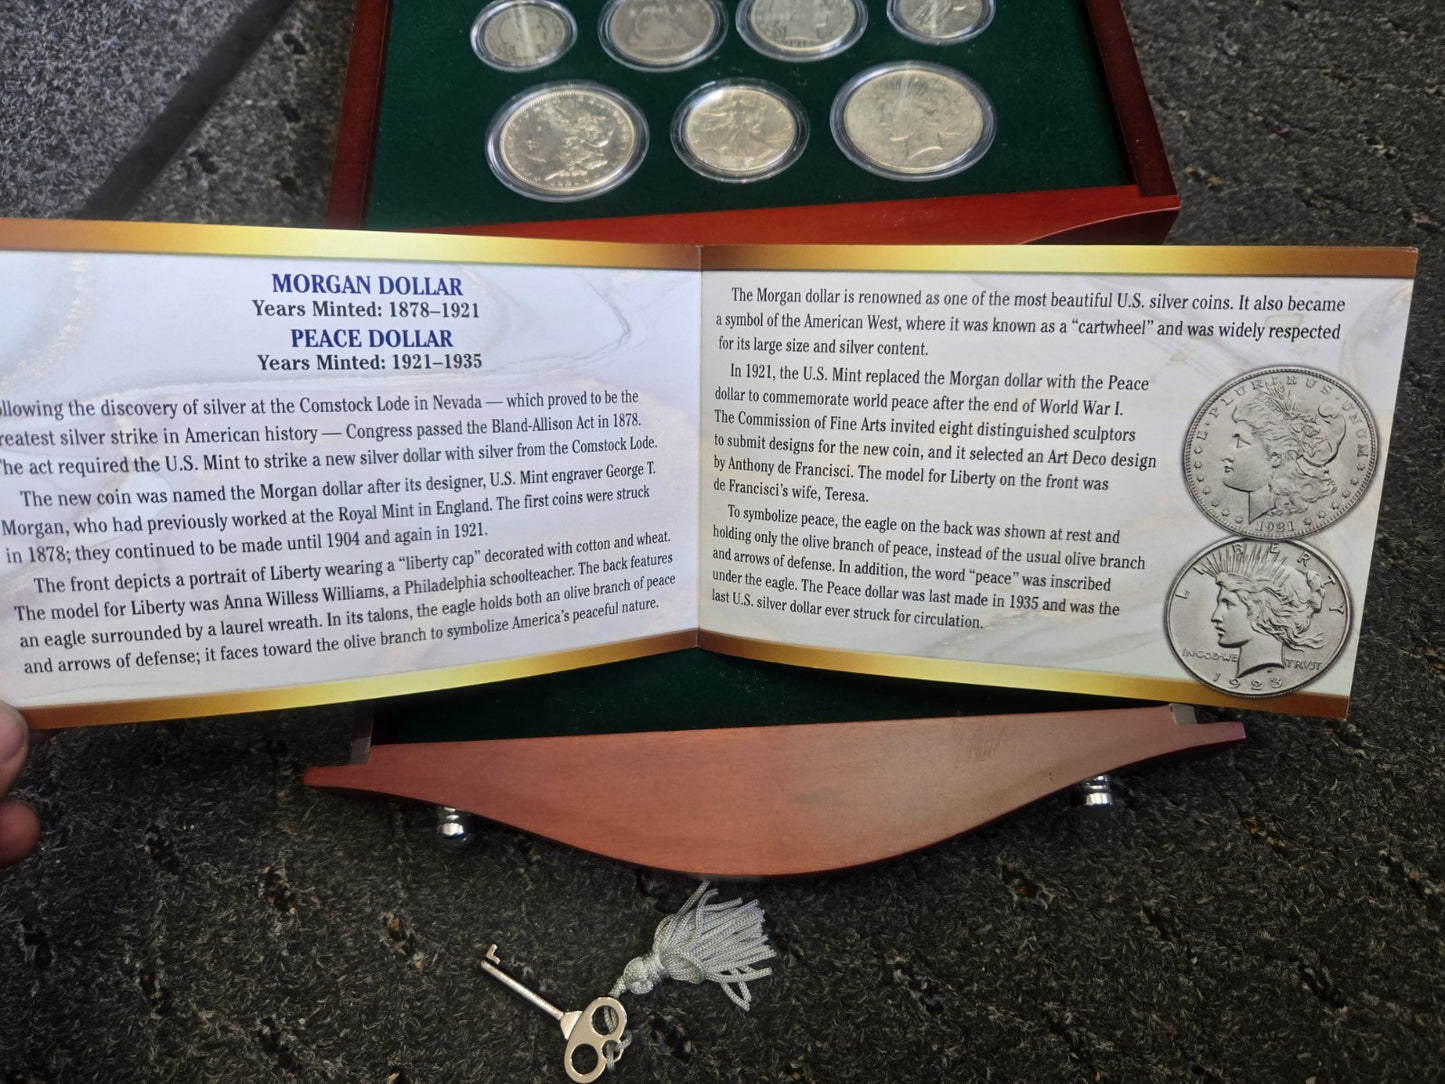 MORGAN DOLLAR
Years Minted: 1878–1921
PEACE DOLLAR
Years Minted: 1921–1935
the discovery of silver at the Comstock Lode in Nevada — which proved to be the
silver strike in American history — Congress passed the Bland-Allison Act in 1878.
act required the U.S. Mint to strike a new silver dollar with silver from the Comstock Lode.
The new coin was named the Morgan dollar after its designer, U.S. Mint engraver George T.
Morgan, who had previously worked at the Royal Mint in England. The first coins were struck
in 1878; they continued to be made until 1904 and again in 1921.
The front depicts a portrait of Liberty wearing a “liberty cap” decorated with cotton and wheat.
The model for Liberty was Anna Willess Williams, a Philadelphia schoolteacher. The back features
an eagle surrounded by a laurel wreath. In its talons, the eagle holds both an olive branch of peace
and arrows of defense; it faces toward the olive branch to symbolize America’s peaceful nature.
The Morgan dollar is renowned as one of the most beautiful U.S. silver coins. It also became
a symbol of the American West, where it was known as a “cartwheel” and was widely respected
for its large size and silver content.
In 1921, the U.S. Mint replaced the Morgan dollar with the Peace
dollar to commemorate world peace after the end of World War I.
The Commission of Fine Arts invited eight distinguished sculptors
to submit designs for the new coin, and it selected an Art Deco design
by Anthony de Francisci. The model for Liberty on the front was
de Francisci’s wife, Teresa.
To symbolize peace, the eagle on the back was shown at rest and
holding only the olive branch of peace, instead of the usual olive branch
and arrows of defense. In addition, the word “peace” was inscribed
under the eagle. The Peace dollar was last made in 1935 and was the
last U.S. silver dollar ever struck for circulation.
E·PLURIBUS·UNUM
1921
LIBERTY
IN·GOD·WE TRVST
1923